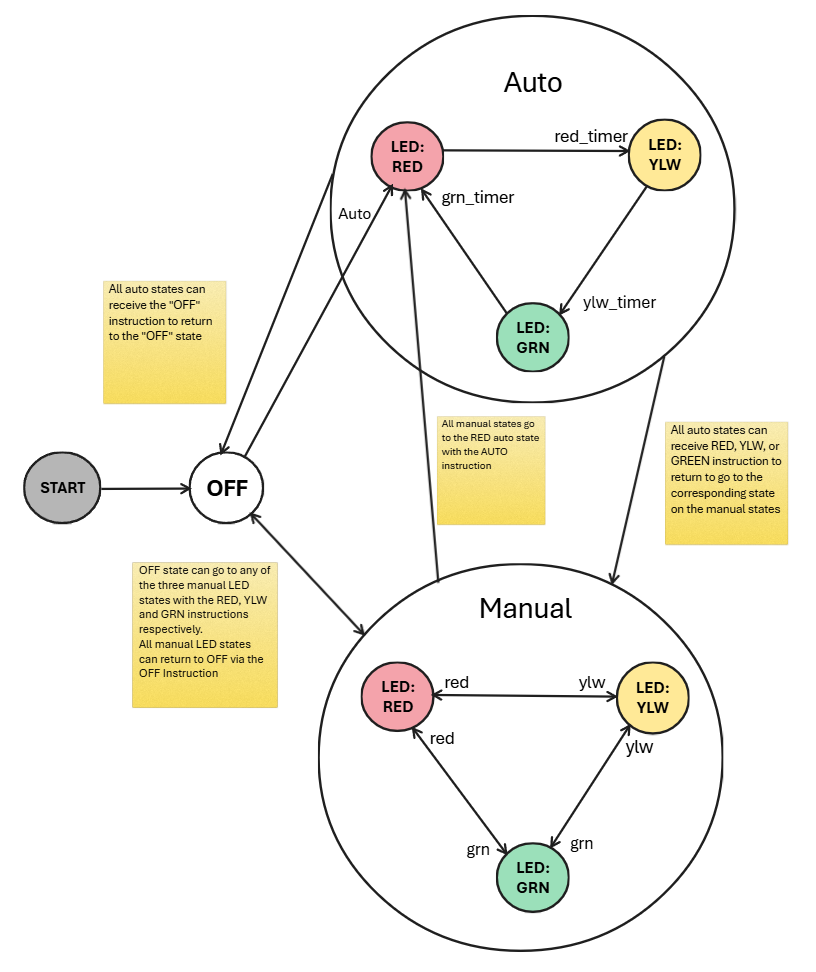 Auto
LED:
RED
red_timer
LED:
YLW
grn_timer
Auto
ylw_timer
LED:
GRN
All auto states can
receive the "OFF"
instruction to return
to the "OFF" state
All manual states go
to the RED auto state
with the AUTO
instruction
All auto states can
receive RED, YLW, or
GREEN instruction to
return to go to the
corresponding state
on the manual states
START
OFF
OFF state can go to any of
the three manual LED
states with the RED, YLW
and GRN instructions
respectively.
All manual LED states
can return to OFF via the
OFF Instruction
Manual
LED:
RED
red
ylw
LED:
YLW
red
ylw
grn
grn
LED:
GRN